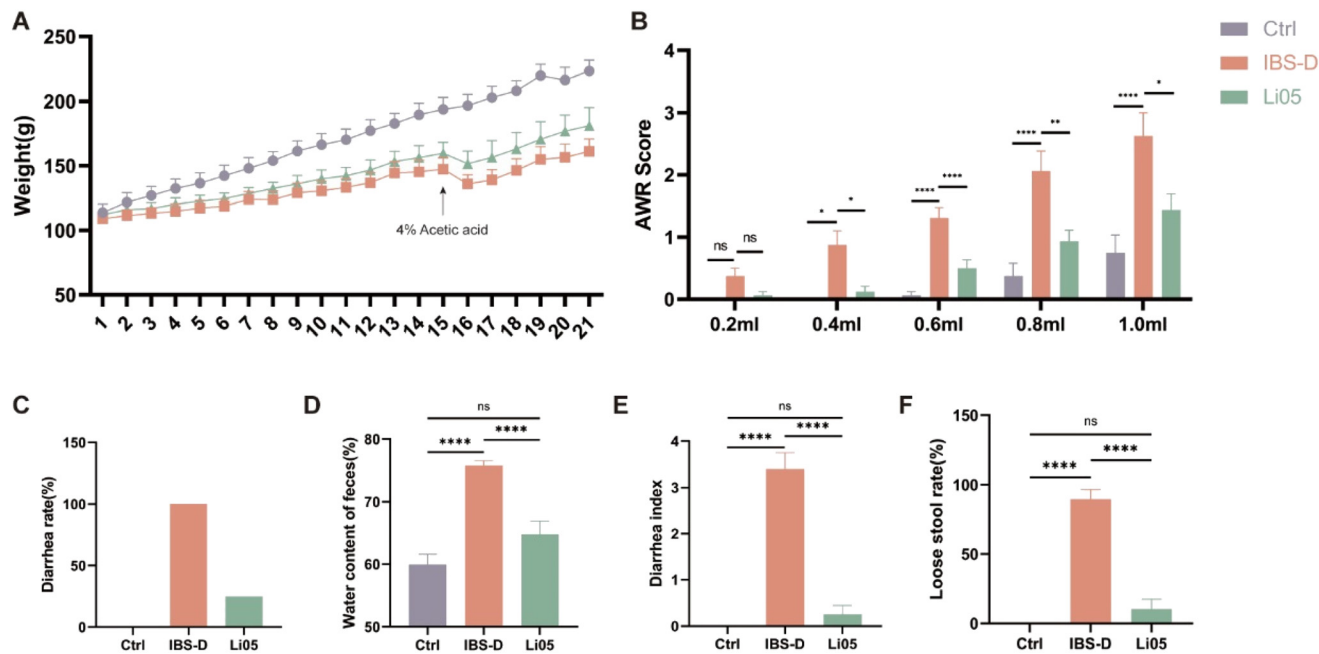 A
Weight(g)
250
200
150
100
50
4% Acetic acid
1 2 3 4 5 6 7 8 9 10 11 12 13 14 15 16 17 18 19 20 21
B
AWR Score
4
3
2
1
0
ns ns
* *
**** ****
**** **
**** *
0.2ml 0.4ml 0.6ml 0.8ml 1.0ml
Ctrl
IBS-D
Li05
C
Diarrhea rate(%)
150
100
50
0
Ctrl IBS-D Li05
D
Water content of feces(%)
80
70
60
50
ns
**** ****
Ctrl IBS-D Li05
E
Diarrhea index
4
3
2
1
0
ns
**** ****
Ctrl IBS-D Li05
F
Loose stool rate(%)
150
100
50
0
ns
**** ****
Ctrl IBS-D Li05